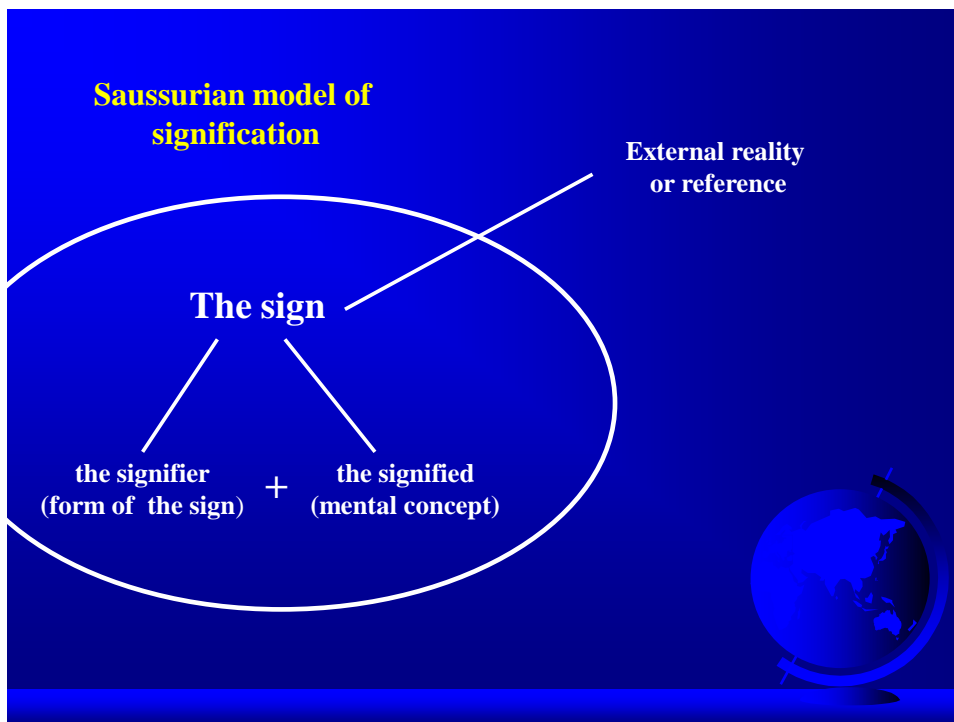 Saussurian model of
signification
External reality
or reference
The sign
the signifier
(form of  the sign)
+
the signified
(mental concept)